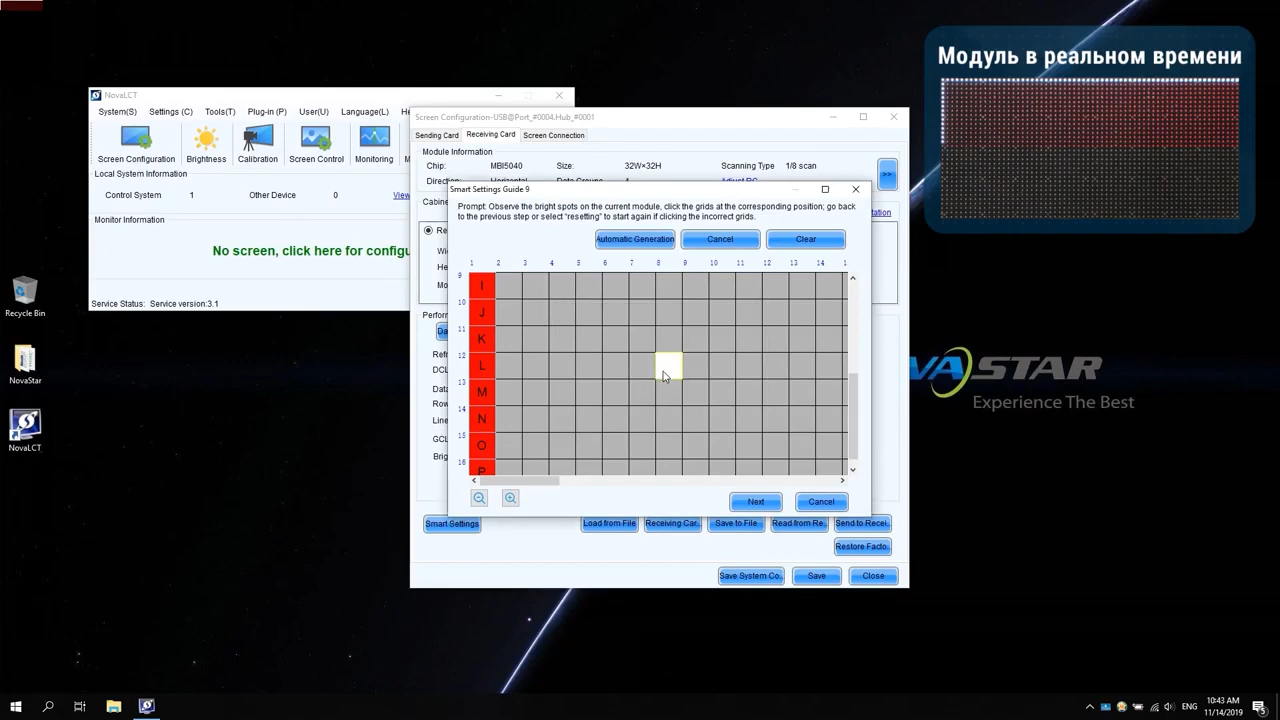 Модуль в реальном времени
NovaLCT
System(S) Settings (C) Tools(T) Plug-in (P) User(U) Language(L)
Screen Configuration Brightness Calibration Screen Control Monitoring
Local System Information
Control System 1 Other Device 0
Monitor Information
No screen, click here for
Service Status: Service version:3.1
Screen Configuration-USB@Port_#0004.Hub_#0001
Sending Card Receiving Card Screen Connection
Module Information
Chip: MBI5040 Size: 32W×32H Scanning Type 1/8 scan
>>
Smart Settings Guide 9
Prompt: Observe the bright spots on the current module, click the grids at the corresponding position; go back
to the previous step or select “resetting” to start again if clicking the incorrect grids.
Automatic Generation Cancel Clear
1 2 3 4 5 6 7 8 9 10 11 12 13 14 1
9 I
10 J
11 K
12 L
13 M
14 N
15 O
16 P
Next Cancel
Smart Settings Load from File Receiving Car.. Save to File Read from Re.. Send to Recei..
Restore Facto..
Save System Co.. Save Close
Recycle Bin
NovaStar
NovaLCT
VASTAR
Experience The Best
ENG
10:43 AM
11/14/2019
5